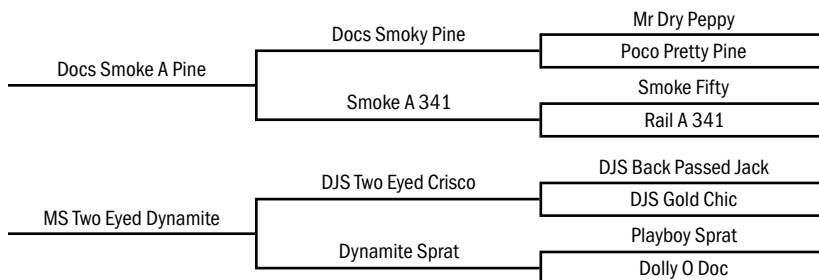 Mr Dry Peppy
Docs Smoky Pine
Poco Pretty Pine
Docs Smoke A Pine
Smoke Fifty
Smoke A 341
Rail A 341
DJS Back Passed Jack
DJS Two Eyed Crisco
DJS Gold Chic
MS Two Eyed Dynamite
Playboy Sprat
Dynamite Sprat
Dolly O Doc